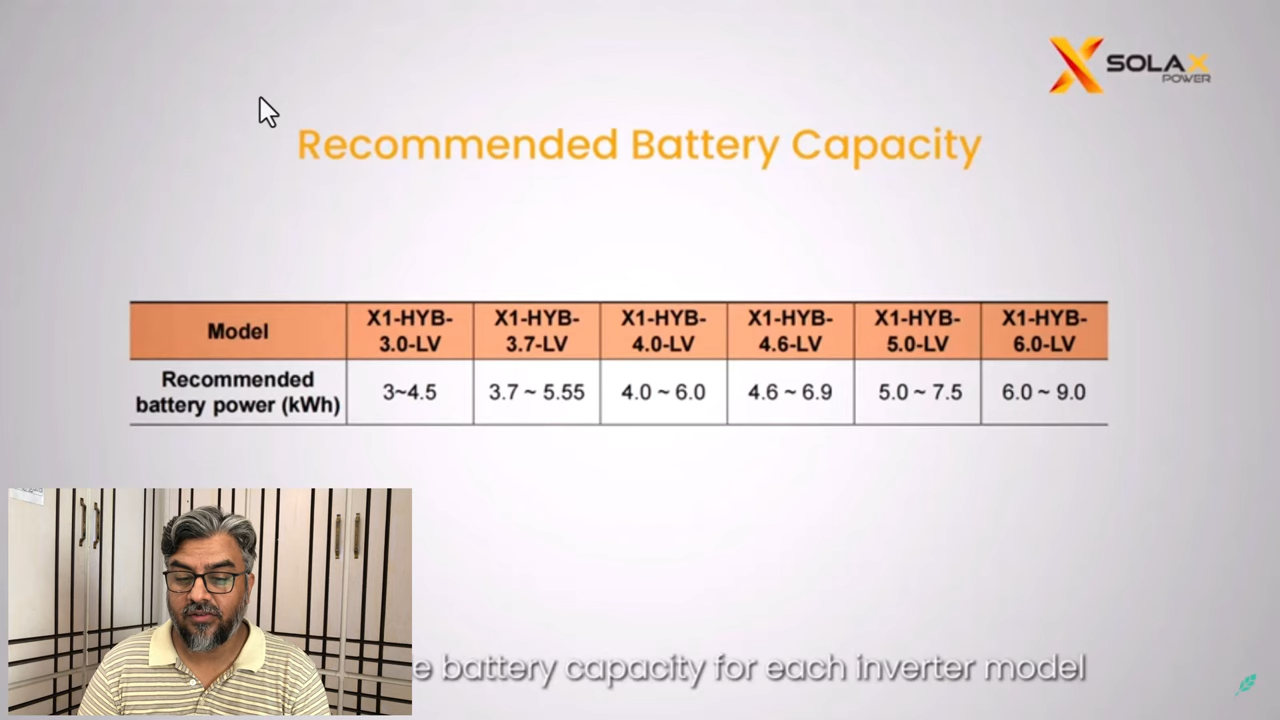 SOLAX
POWER
Recommended Battery Capacity
Model
X1-HYB-
3.0-LV
X1-HYB-
3.7-LV
X1-HYB-
4.0-LV
X1-HYB-
4.6-LV
X1-HYB-
5.0-LV
X1-HYB-
6.0-LV
Recommended
battery power (kWh)
3~4.5
3.7 ~ 5.55
4.0 ~ 6.0
4.6 ~ 6.9
5.0 ~ 7.5
6.0 ~ 9.0
battery capacity for each inverter model